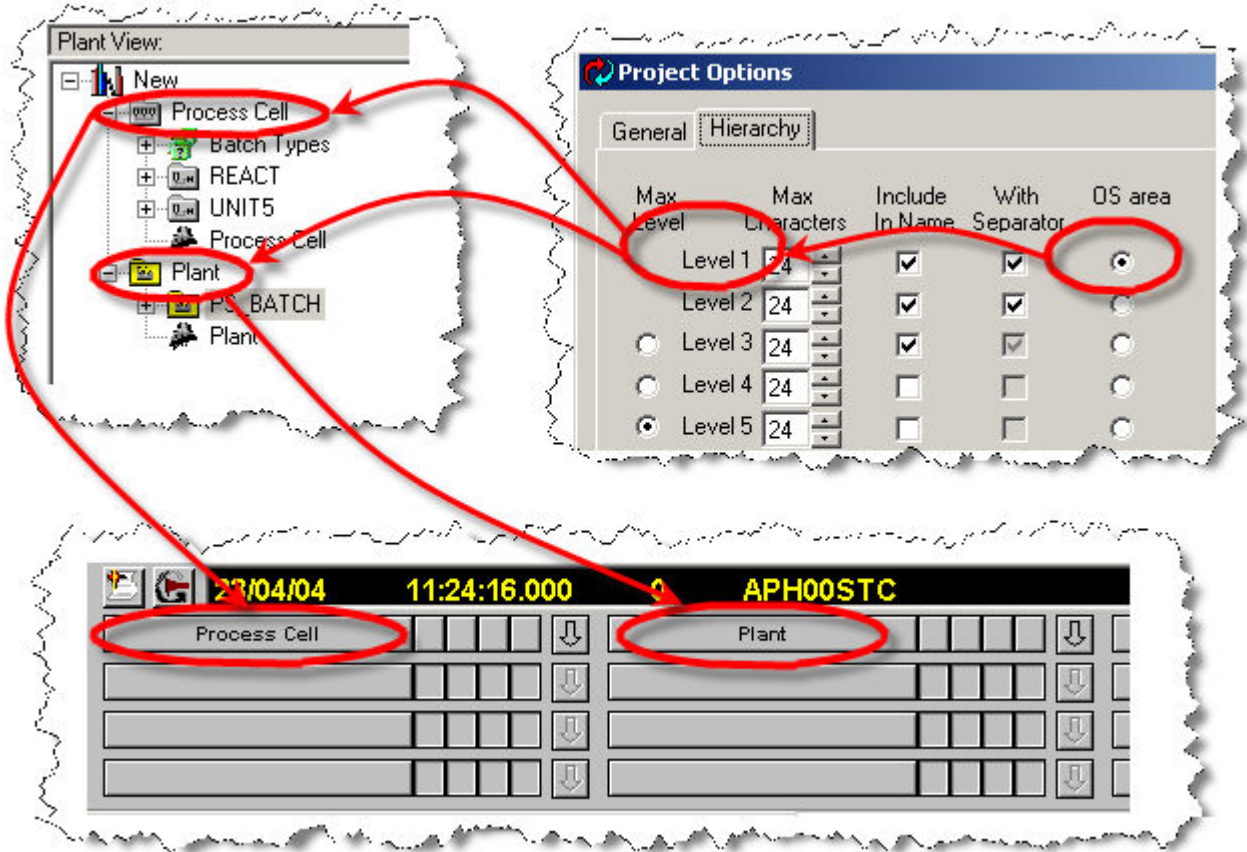 Plant View:
New
Process Cell
Batch Types
REACT
UNIT5
Process Cell
Plant
PS_BATCH
Plant
Project Options
General Hierarchy
Max Level Max Characters Include In Name With Separator OS area
Level 1 24
Level 2 24
Level 3 24
Level 4 24
Level 5 24
23/04/04 11:24:16.000 0 APH00STC
Process Cell Plant